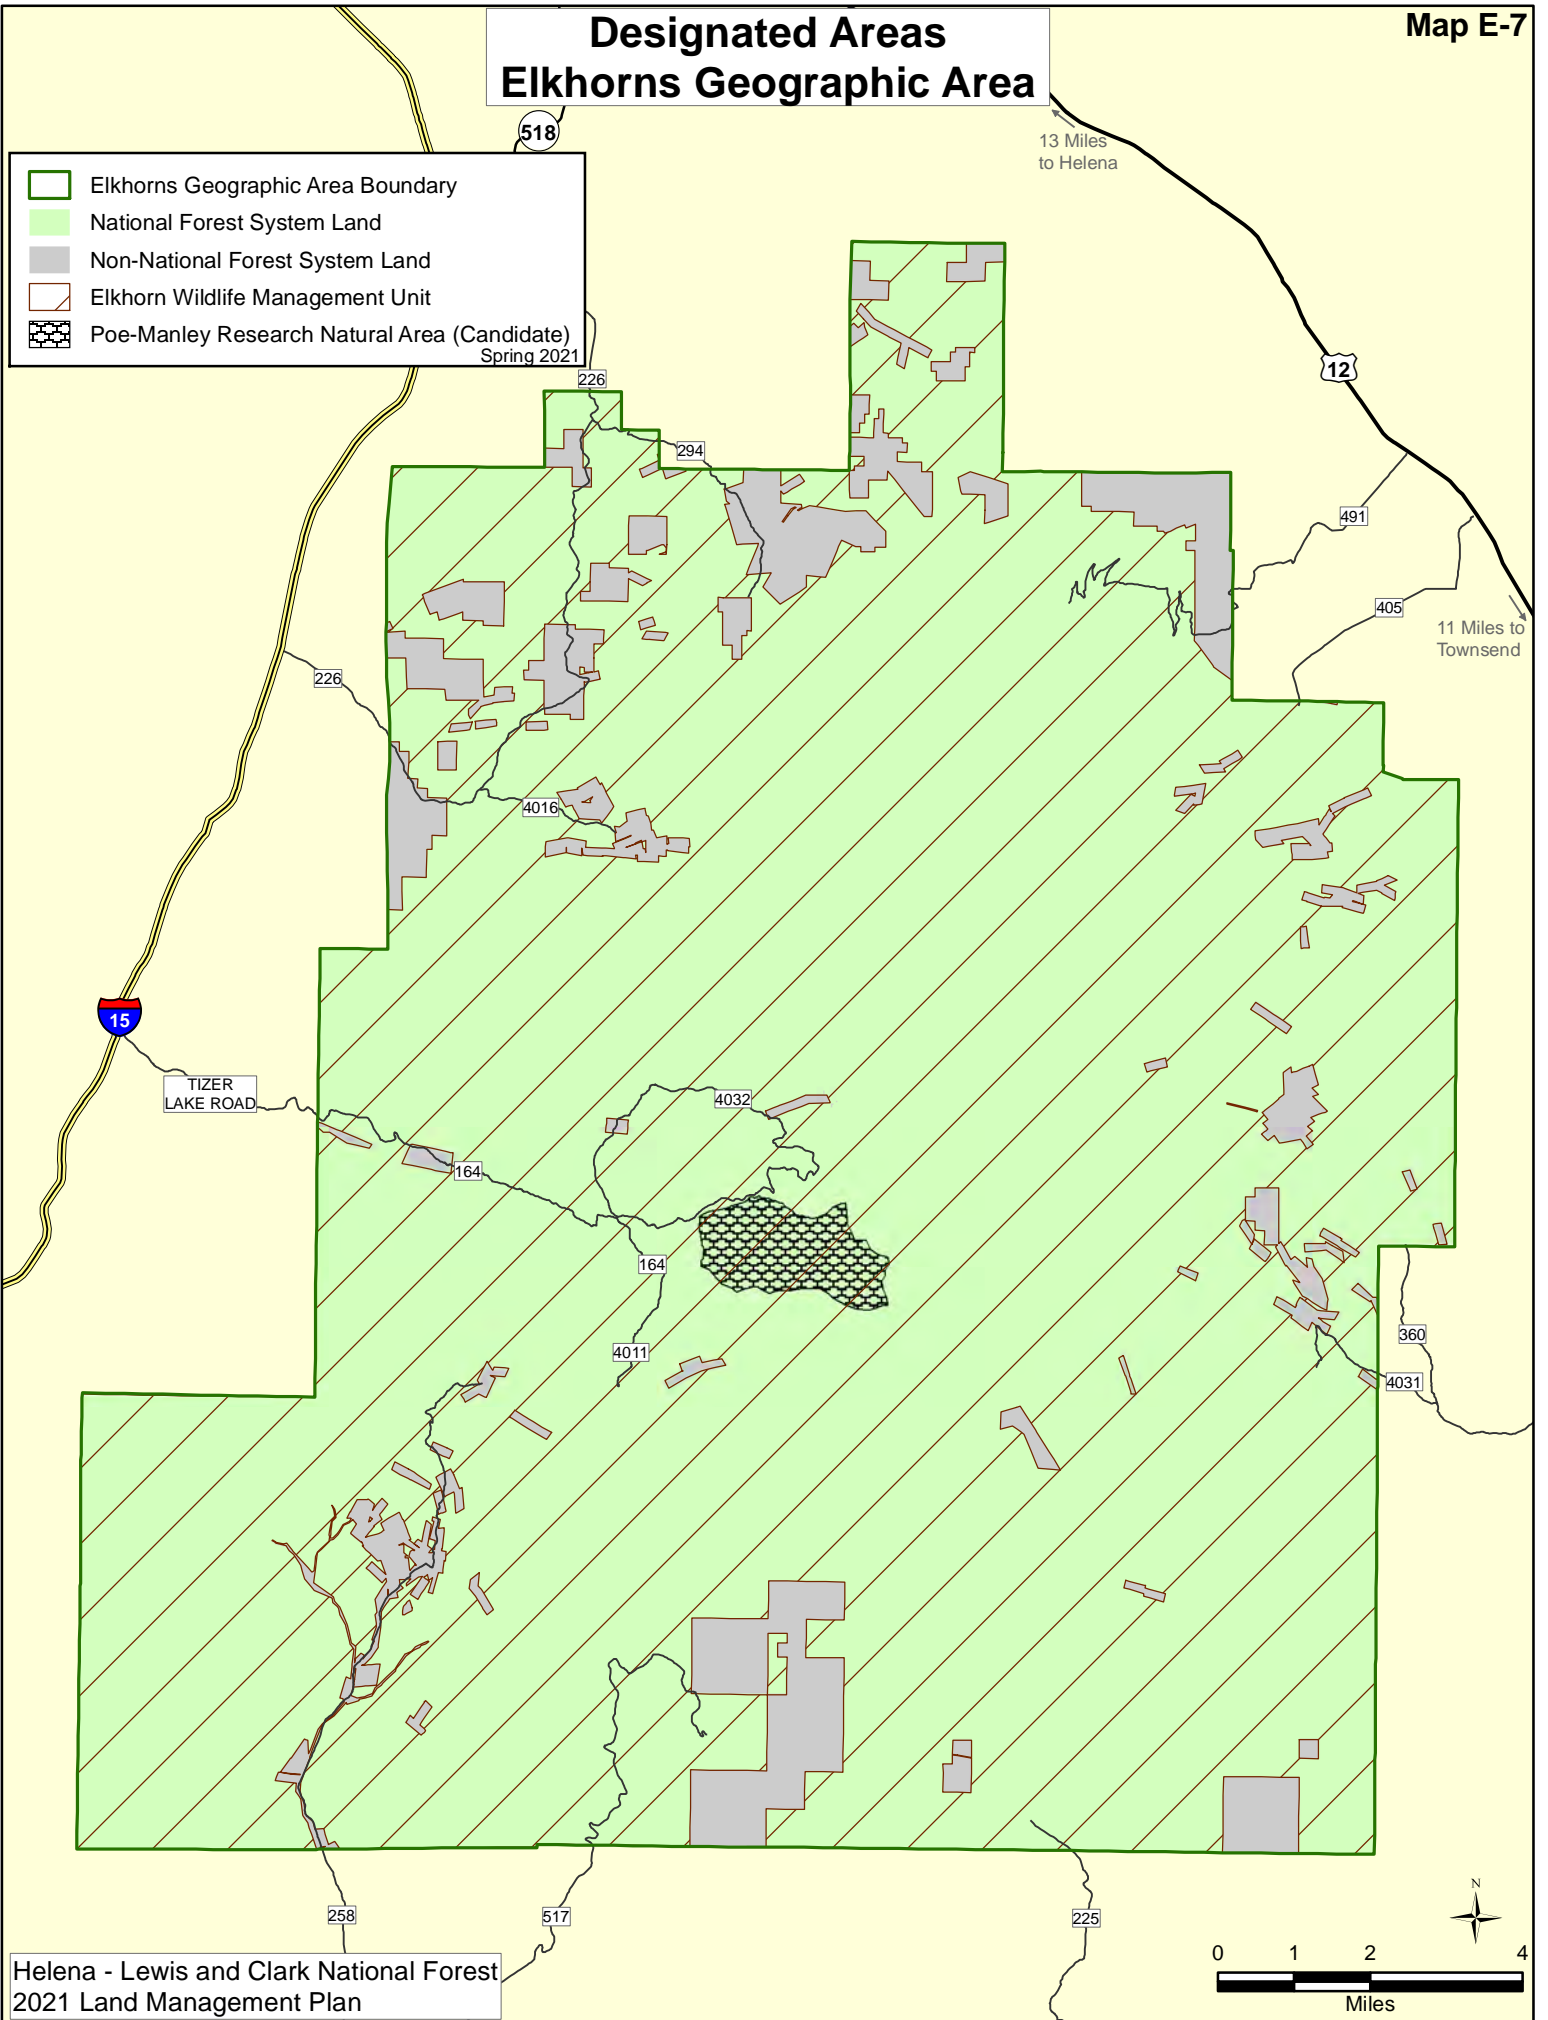 Designated Areas
Elkhorns Geographic Area
Map E-7
518
13 Miles
to Helena
Elkhorns Geographic Area Boundary
National Forest System Land
Non-National Forest System Land
Elkhorn Wildlife Management Unit
Poe-Manley Research Natural Area (Candidate)
Spring 2021
226
12
294
491
405
11 Miles to
Townsend
226
4016
15
TIZER
LAKE ROAD
4032
164
164
360
4011
4031
N
258
517
225
0 1 2 4
Miles
Helena - Lewis and Clark National Forest
2021 Land Management Plan